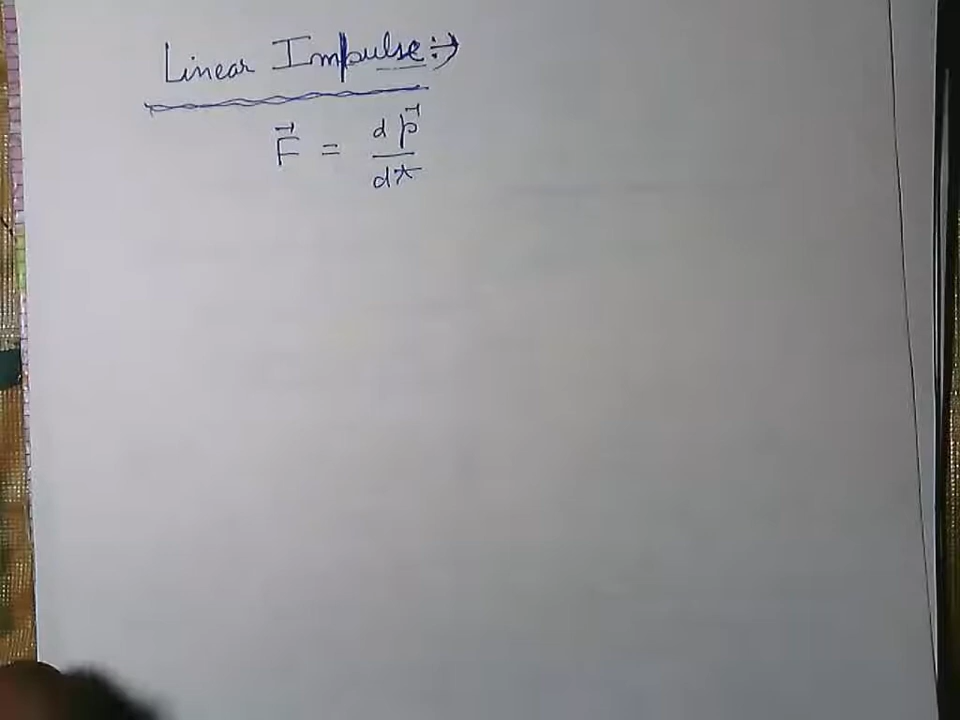 Linear Impulse :→
F⃗ = dp⃗/dt